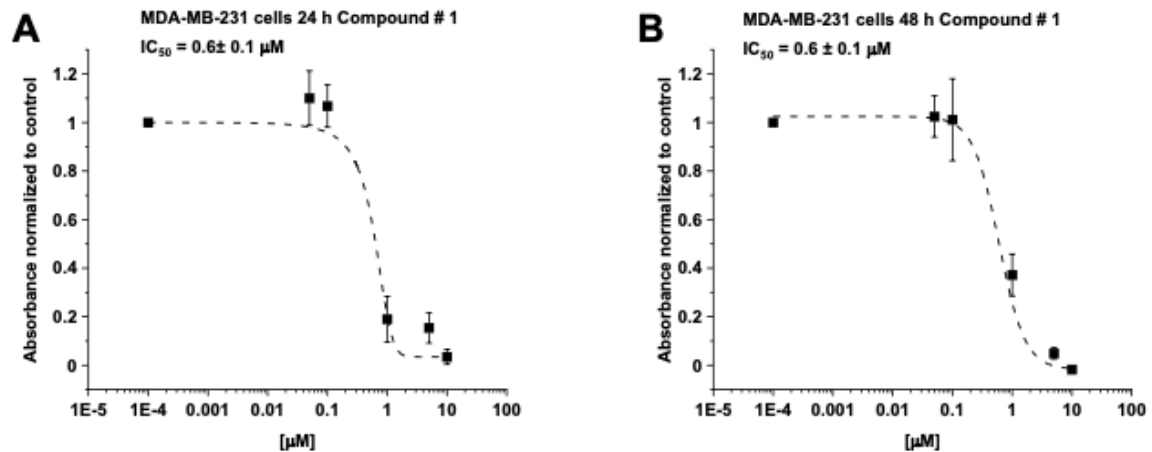 A
MDA-MB-231 cells 24 h Compound # 1
IC50 = 0.6± 0.1 µM
Absorbance normalized to control
1.2
1
0.8
0.6
0.4
0.2
0
1E-5
1E-4
0.001
0.01
0.1
1
10
100
[µM]
B
MDA-MB-231 cells 48 h Compound # 1
IC50 = 0.6 ± 0.1 µM
Absorbance normalized to control
1.2
1
0.8
0.6
0.4
0.2
0
1E-5
1E-4
0.001
0.01
0.1
1
10
100
[µM]